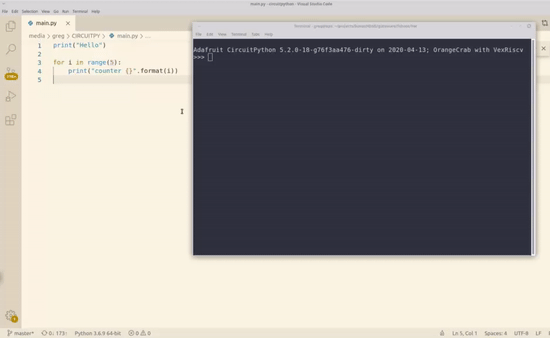 main.py - circuitpython - Visual Studio Code
File Edit Selection View Go Run Terminal Help
main.py ×
media › greg › CIRCUITPY › main.py › ...
1 print("Hello")
2
3 for i in range(5):
4 print("counter {}".format(i))
5
File Edit View Terminal Tabs Help
Adafruit CircuitPython 5.2.0-18-g76f3aa476-dirty on 2020-04-13; OrangeCrab with VexRiscv
>>>
master* 0↓ 173↑ Python 3.6.9 64-bit 0 0 Ln 5, Col 1 Spaces: 4 UTF-8 LF